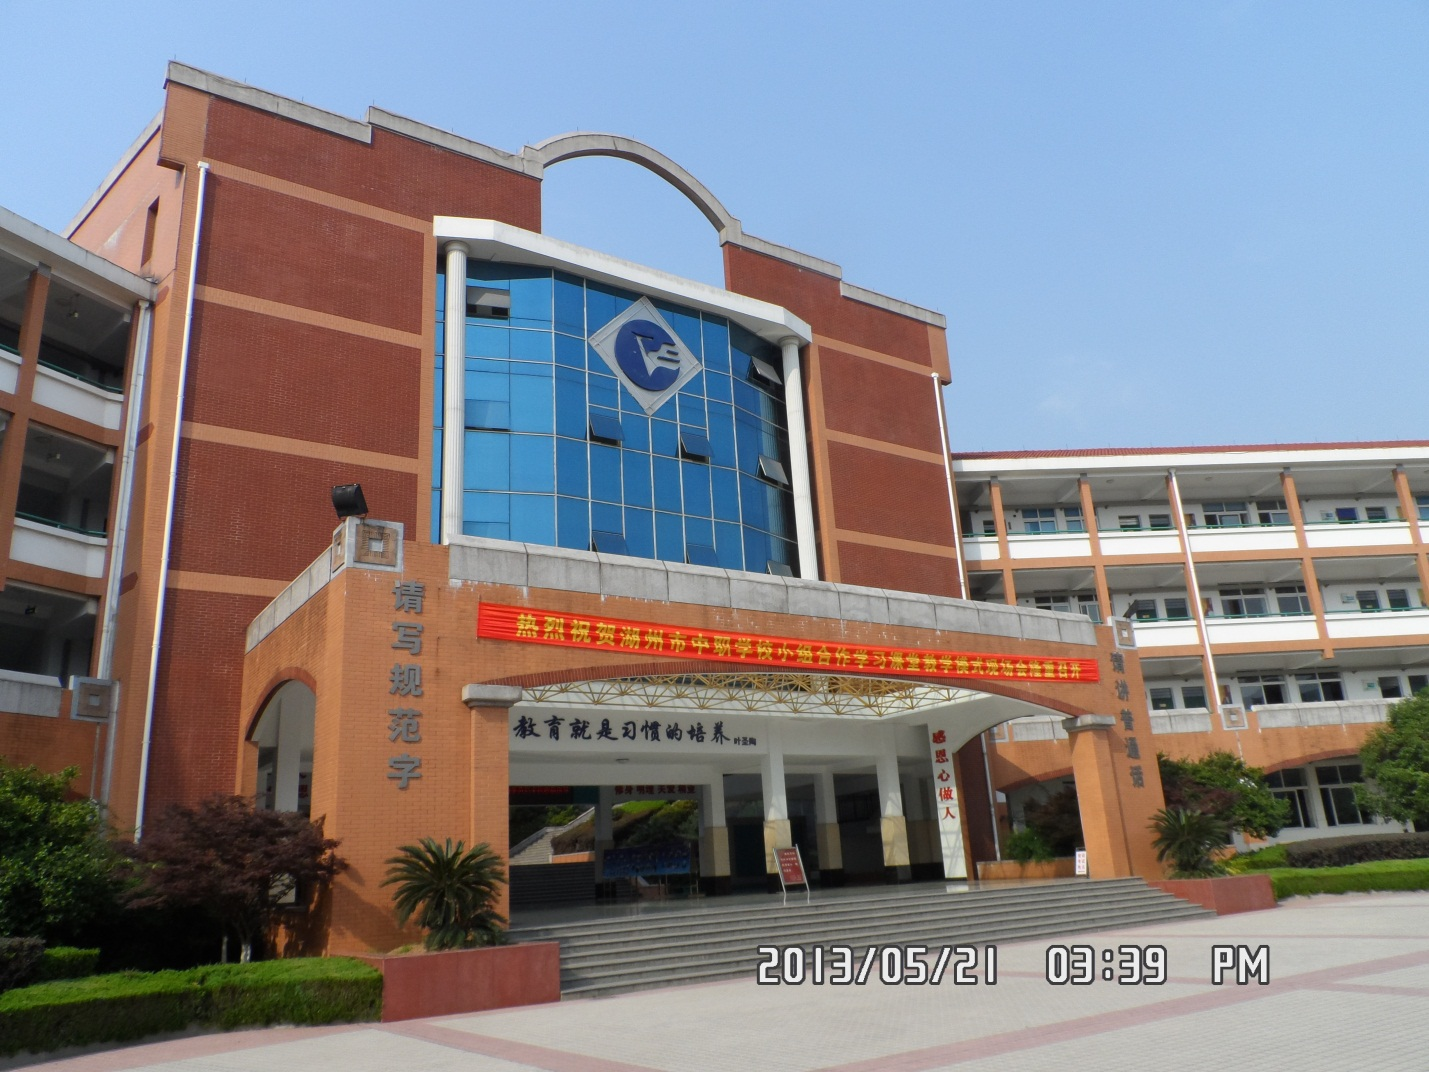 热烈祝贺湖州市中职学校小组合作学习课堂教学模式现场会隆重召开
请写规范字
请讲普通话
教育就是习惯的培养 叶圣陶
感恩心做人
2013/05/21 03:39 PM